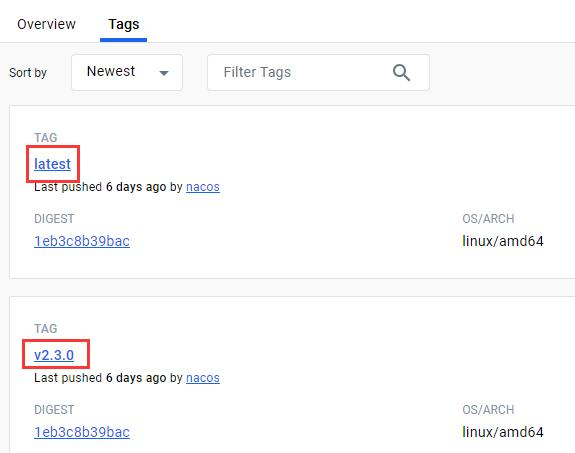 Overview Tags
Sort by Newest Filter Tags
TAG
latest
Last pushed 6 days ago by nacos
DIGEST OS/ARCH
1eb3c8b39bac linux/amd64
TAG
v2.3.0
Last pushed 6 days ago by nacos
DIGEST OS/ARCH
1eb3c8b39bac linux/amd64